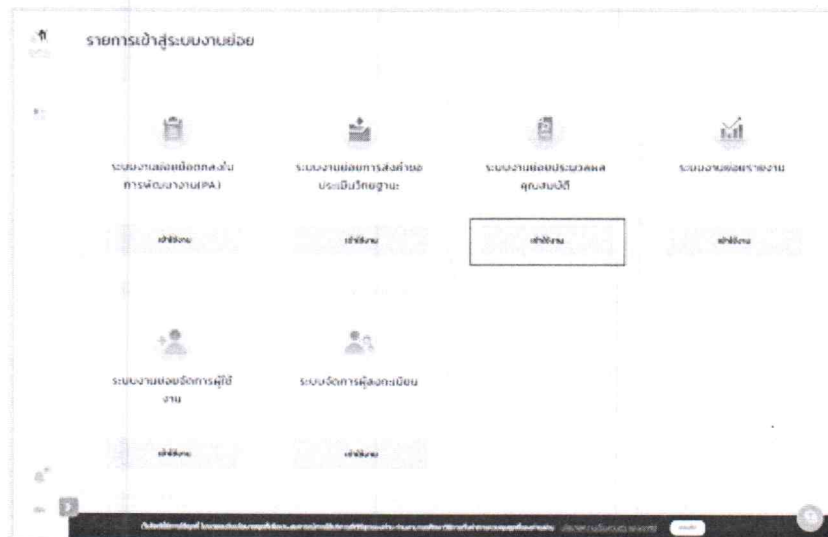 รายการเข้าสู่ระบบงานย่อย
ระบบงานย่อยข้อตกลงใน
การพัฒนางาน(PA)
ระบบงานย่อยการส่งคำขอ
ประเมินวิทยฐานะ
ระบบงานย่อยประมวลผล
คุณสมบัติ
ระบบงานย่อยรายงาน
เข้าใช้งาน
เข้าใช้งาน
เข้าใช้งาน
เข้าใช้งาน
ระบบงานย่อยจัดการผู้ใช้
งาน
ระบบจัดการผู้ลงทะเบียน
เข้าใช้งาน
เข้าใช้งาน